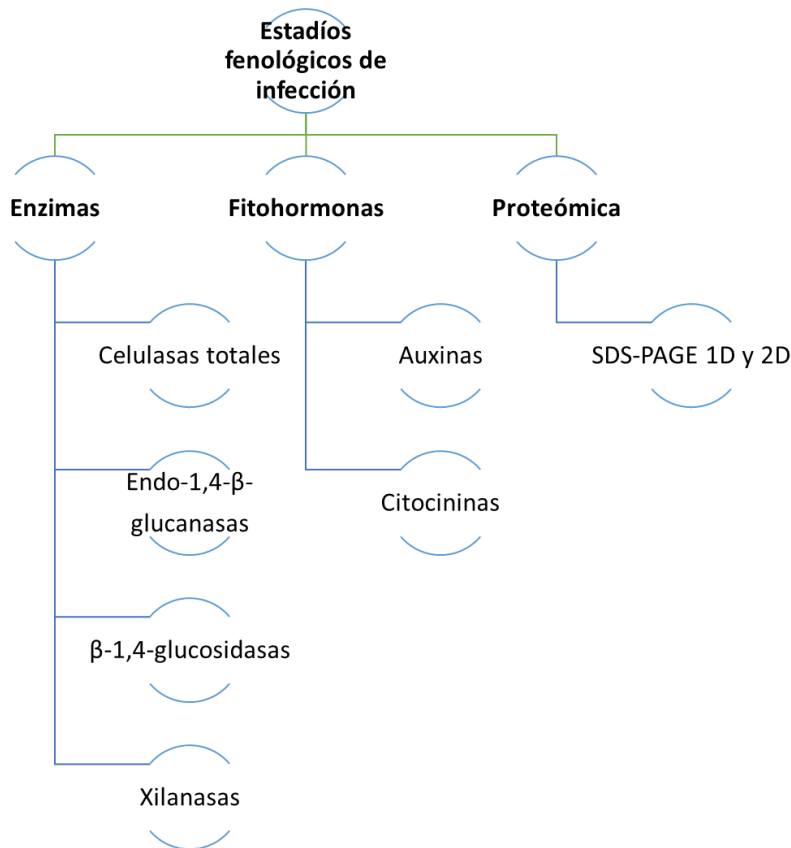 Estadíos
fenológicos de
infección
Enzimas
Fitohormonas
Proteómica
Celulasas totales
Auxinas
SDS-PAGE 1D y 2D
Endo-1,4-β-
glucanasas
Citocininas
β-1,4-glucosidasas
Xilanasas